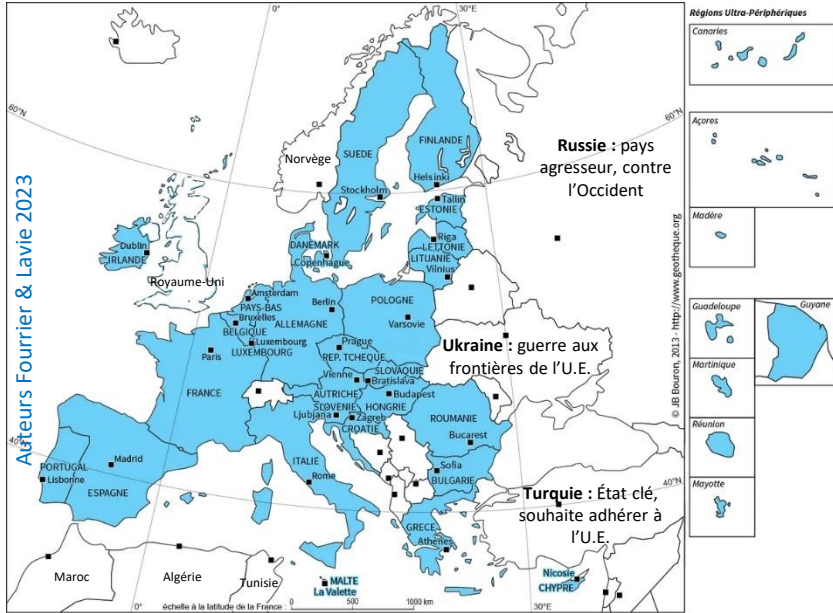 0°
30°E
Régions Ultra-Périphériques
Canaries
60°N
60°N
Açores
Norvège
SUEDE
FINLANDE
Russie : pays
agresseur, contre
l'Occident
Helsinki
Stockholm
Tallin
ESTONIE
Madère
Riga
LETTONIE
LITUANIE
Vilnius
DANEMARK
Copenhague
Dublin
IRLANDE
Royaume-Uni
Amsterdam
PAYS-BAS
Bruxelles
BELGIQUE
Luxembourg
LUXEMBOURG
Berlin
ALLEMAGNE
POLOGNE
Varsovie
Guadeloupe
Guyane
Ukraine : guerre aux
frontières de l'U.E.
Paris
Prague
REP. TCHEQUE
SLOVAQUIE
Vienne
Bratislava
Budapest
Martinique
FRANCE
AUTRICHE
SLOVENIE
HONGRIE
Ljubjana
Zagreb
CROATIE
ROUMANIE
Bucarest
Réunion
40°N
Madrid
PORTUGAL
Lisbonne
ESPAGNE
ITALIE
Rome
Sofia
BULGARIE
Mayotte
40°N
Turquie : État clé,
souhaite adhérer à
l'U.E.
GRECE
Athènes
Nicosie
CHYPRE
Maroc
Algérie
Tunisie
MALTE
La Valette
0°
échelle à la latitude de la France :
0
500
1000 km
30°E
Auteurs Fourrier & Lavie 2023
© JB Bouron, 2013 - http://www.geotheque.org